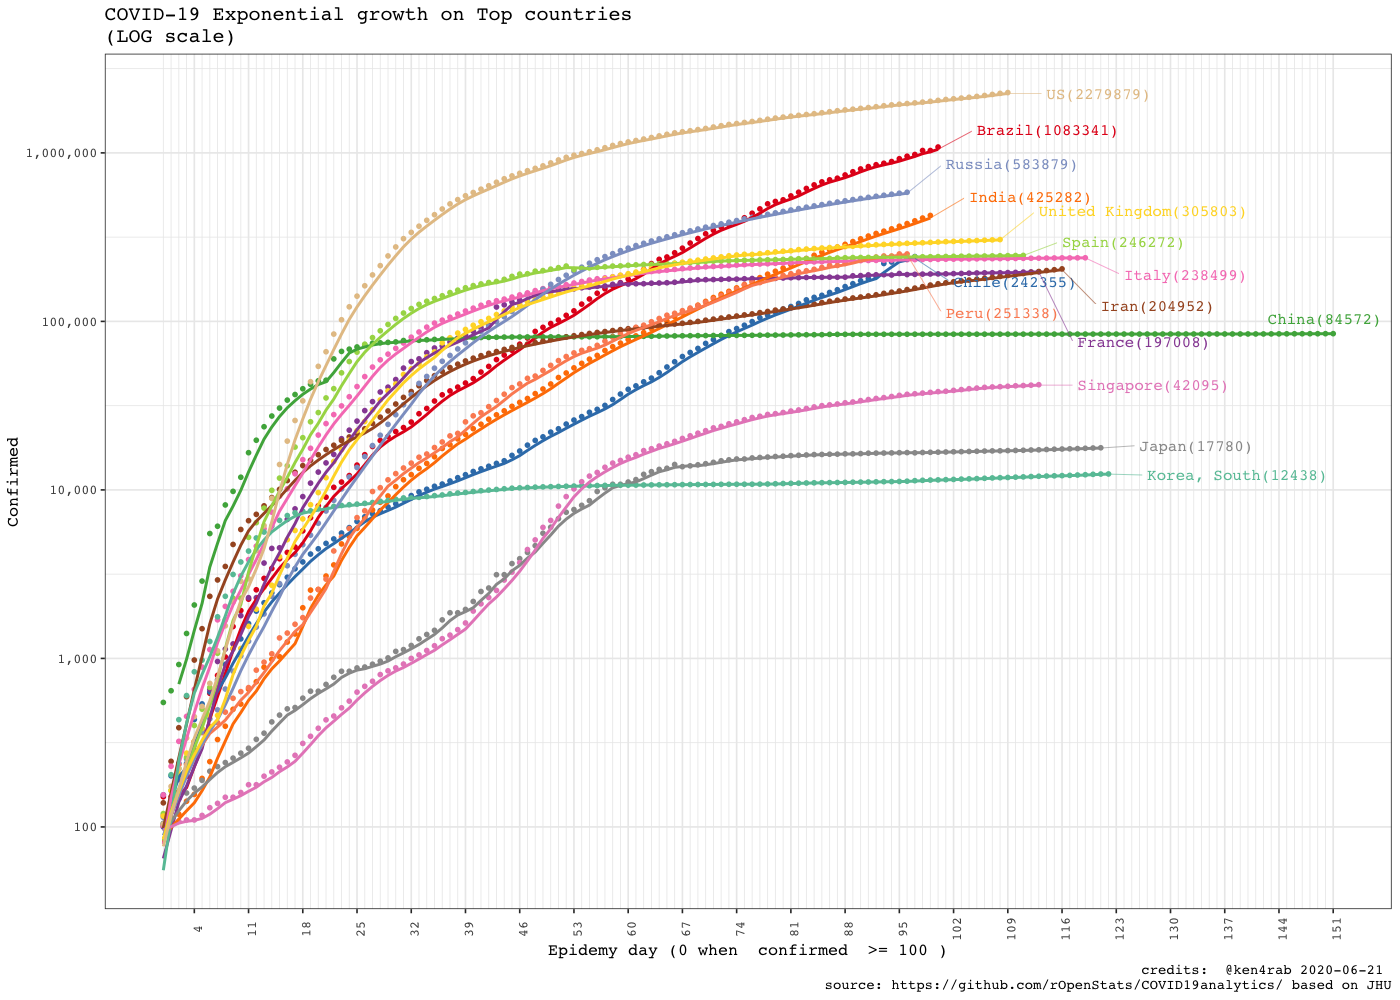 COVID-19 Exponential growth on Top countries
(LOG scale)
US(2279879)
Brazil(1083341)
Russia(583879)
India(425282)
United Kingdom(305803)
Spain(246272)
Italy(238499)
Chile(242355)
Iran(204952)
Peru(251338)
China(84572)
France(197008)
Singapore(42095)
Japan(17780)
Korea, South(12438)
1,000,000
100,000
10,000
1,000
100
Confirmed
4 11 18 25 32 39 46 53 60 67 74 81 88 95 102 109 116 123 130 137 144 151
Epidemy day (0 when  confirmed  >= 100 )
credits:  @ken4rab 2020-06-21
source: https://github.com/rOpenStats/COVID19analytics/ based on JHU